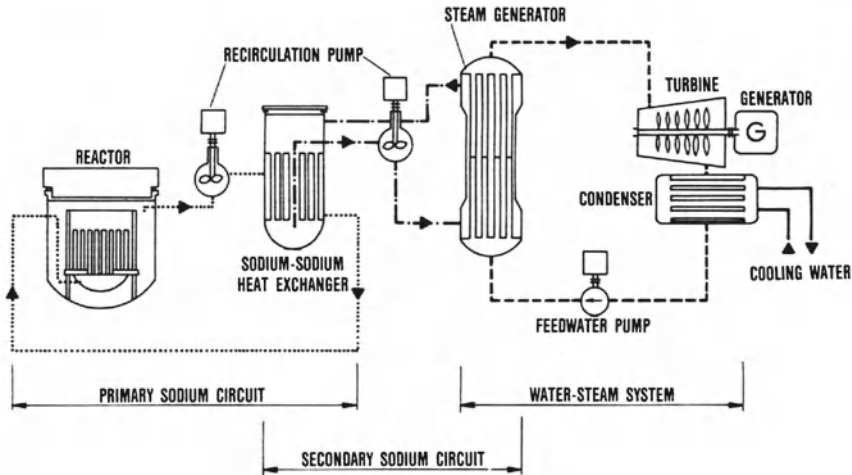 STEAM GENERATOR
RECIRCULATION PUMP
TURBINE
GENERATOR
G
REACTOR
CONDENSER
SODIUM-SODIUM
HEAT EXCHANGER
COOLING WATER
FEEDWATER PUMP
PRIMARY SODIUM CIRCUIT
WATER-STEAM SYSTEM
SECONDARY SODIUM CIRCUIT